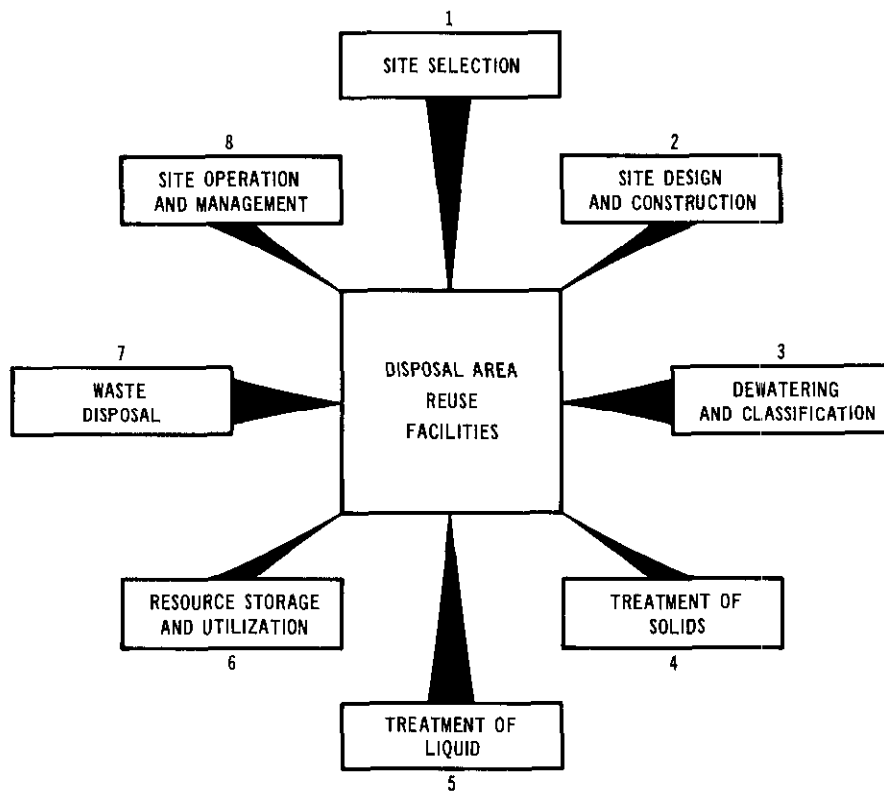 1
SITE SELECTION
8
SITE OPERATION
AND MANAGEMENT
2
SITE DESIGN
AND CONSTRUCTION
7
WASTE
DISPOSAL
DISPOSAL AREA
REUSE
FACILITIES
3
DEWATERING
AND CLASSIFICATION
RESOURCE STORAGE
AND UTILIZATION
6
TREATMENT OF
SOLIDS
4
TREATMENT OF
LIQUID
5